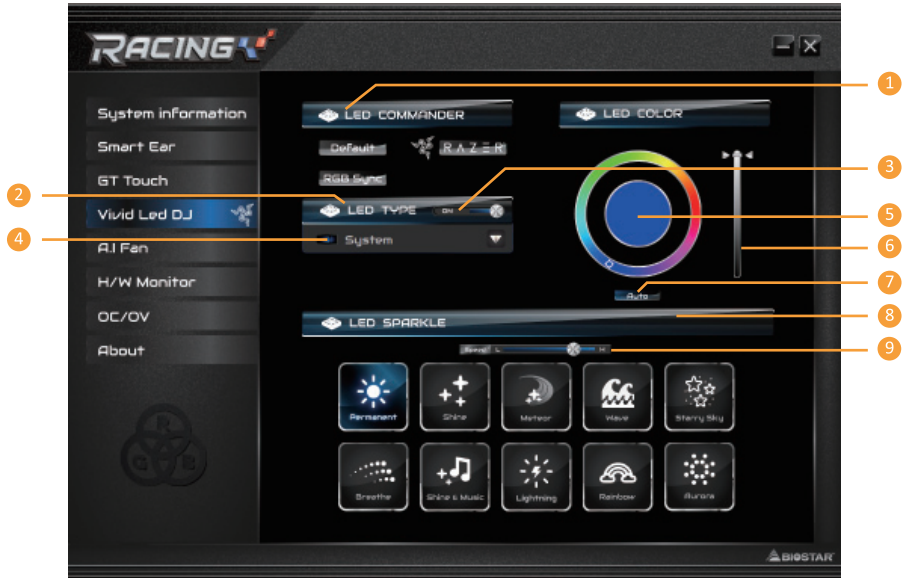 RACING
1
System information
LED COMMANDER
LED COLOR
Smart Ear
Default
RAZER
3
GT Touch
RGB Sync
2
Vivid Led DJ
LED TYPE
ON
5
4
A.I Fan
System
6
H/W Monitor
7
Auto
OC/OV
LED SPARKLE
8
About
Speed
L
H
9
Permanent
Shine
Meteor
Wave
Starry Sky
R
G
B
Breathe
Shine & Music
Lightning
Rainbow
Aurora
BIOSTAR